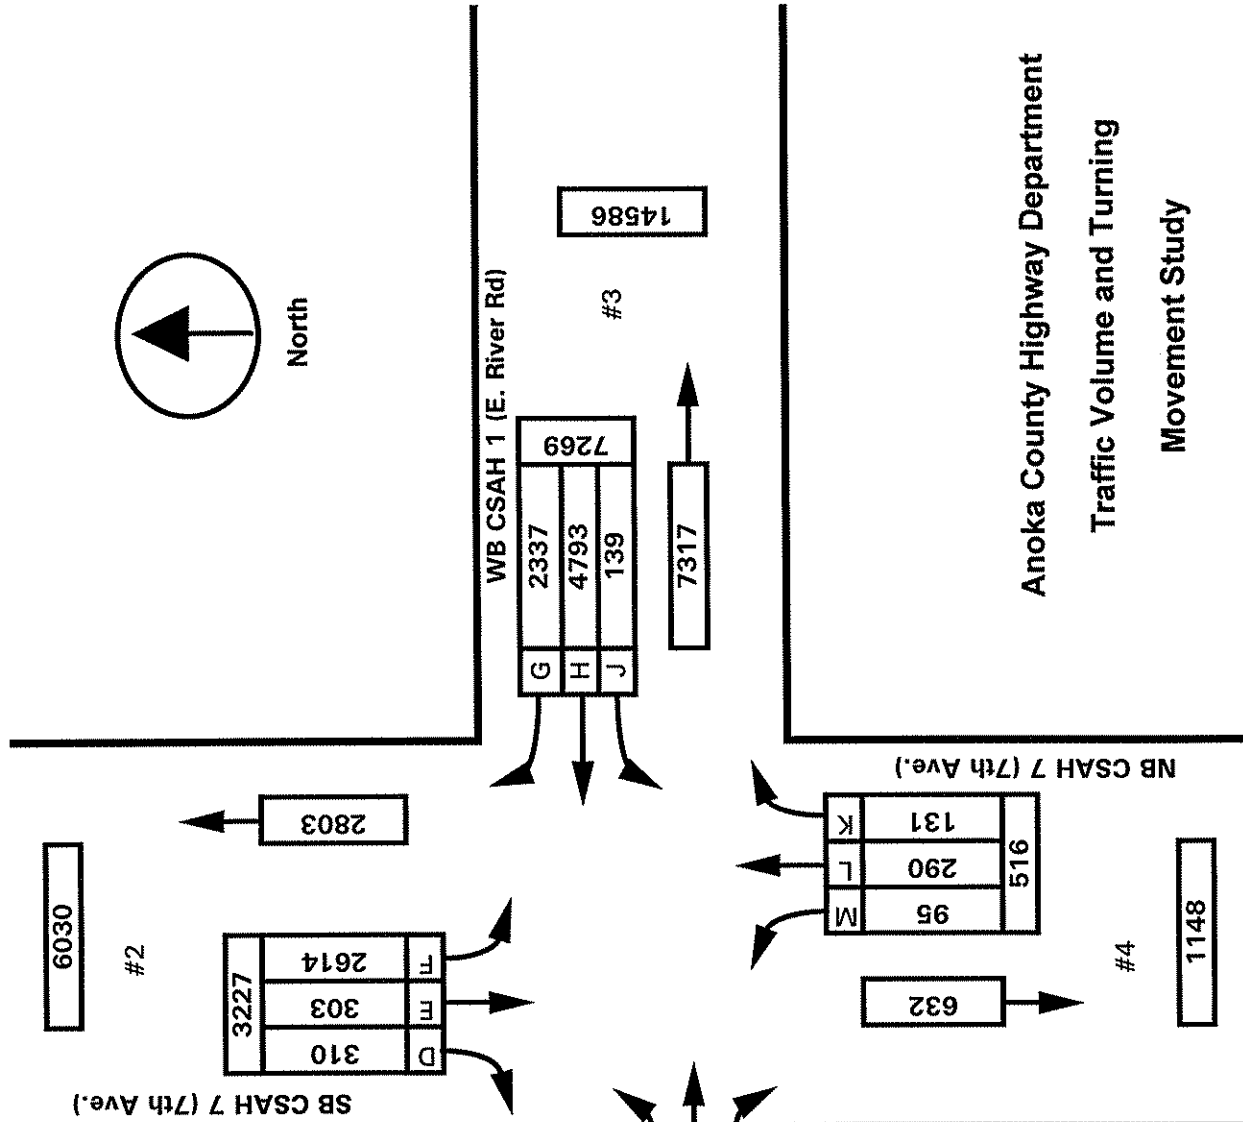 North
WB CSAH 1 (E. River Rd)
G 2337
H 4793
J 139
7269
7317
#3
14586
6030
#2
2803
3227
D 310
E 303
F 2614
SB CSAH 7 (7th Ave.)
NB CSAH 7 (7th Ave.)
K 131
L 290
M 95
516
632
#4
1148
Anoka County Highway Department
Traffic Volume and Turning
Movement Study